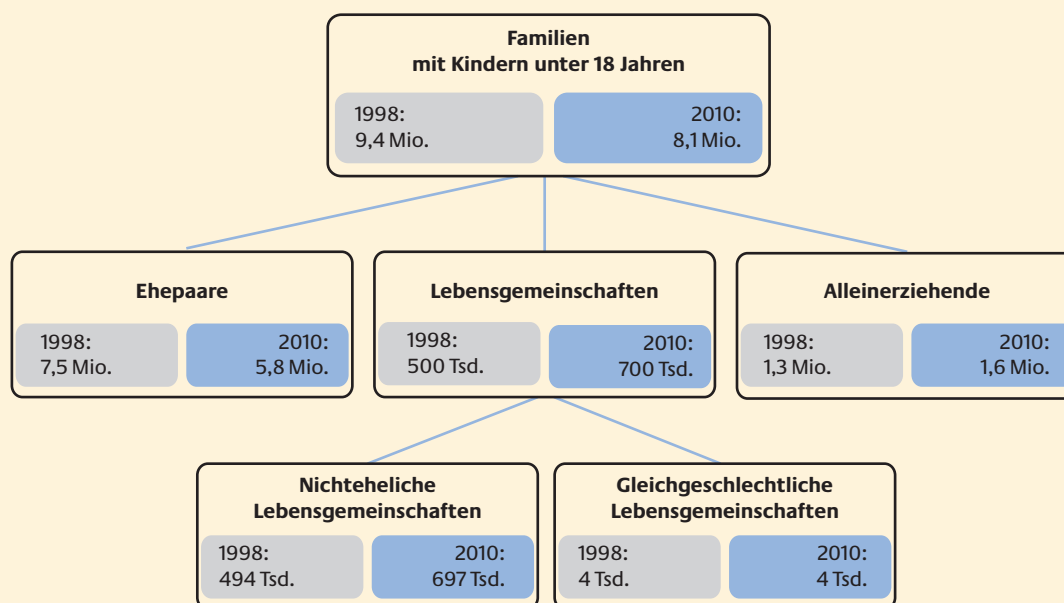 Familien
mit Kindern unter 18 Jahren
1998:
9,4 Mio.
2010:
8,1 Mio.
Ehepaare
1998:
7,5 Mio.
2010:
5,8 Mio.
Lebensgemeinschaften
1998:
500 Tsd.
2010:
700 Tsd.
Alleinerziehende
1998:
1,3 Mio.
2010:
1,6 Mio.
Nichteheliche
Lebensgemeinschaften
1998:
494 Tsd.
2010:
697 Tsd.
Gleichgeschlechtliche
Lebensgemeinschaften
1998:
4 Tsd.
2010:
4 Tsd.